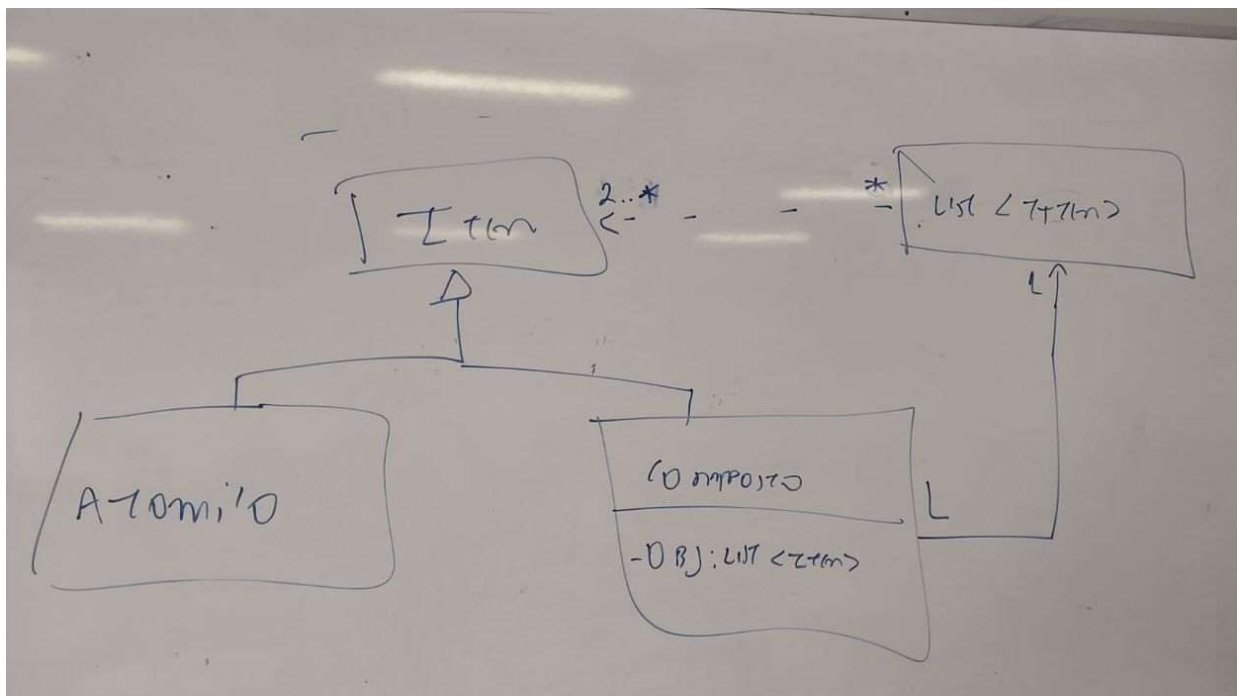 Item
2..*
*
List <Item>
1
Atomico
Composto
- OBJ: LIST <Item>
1